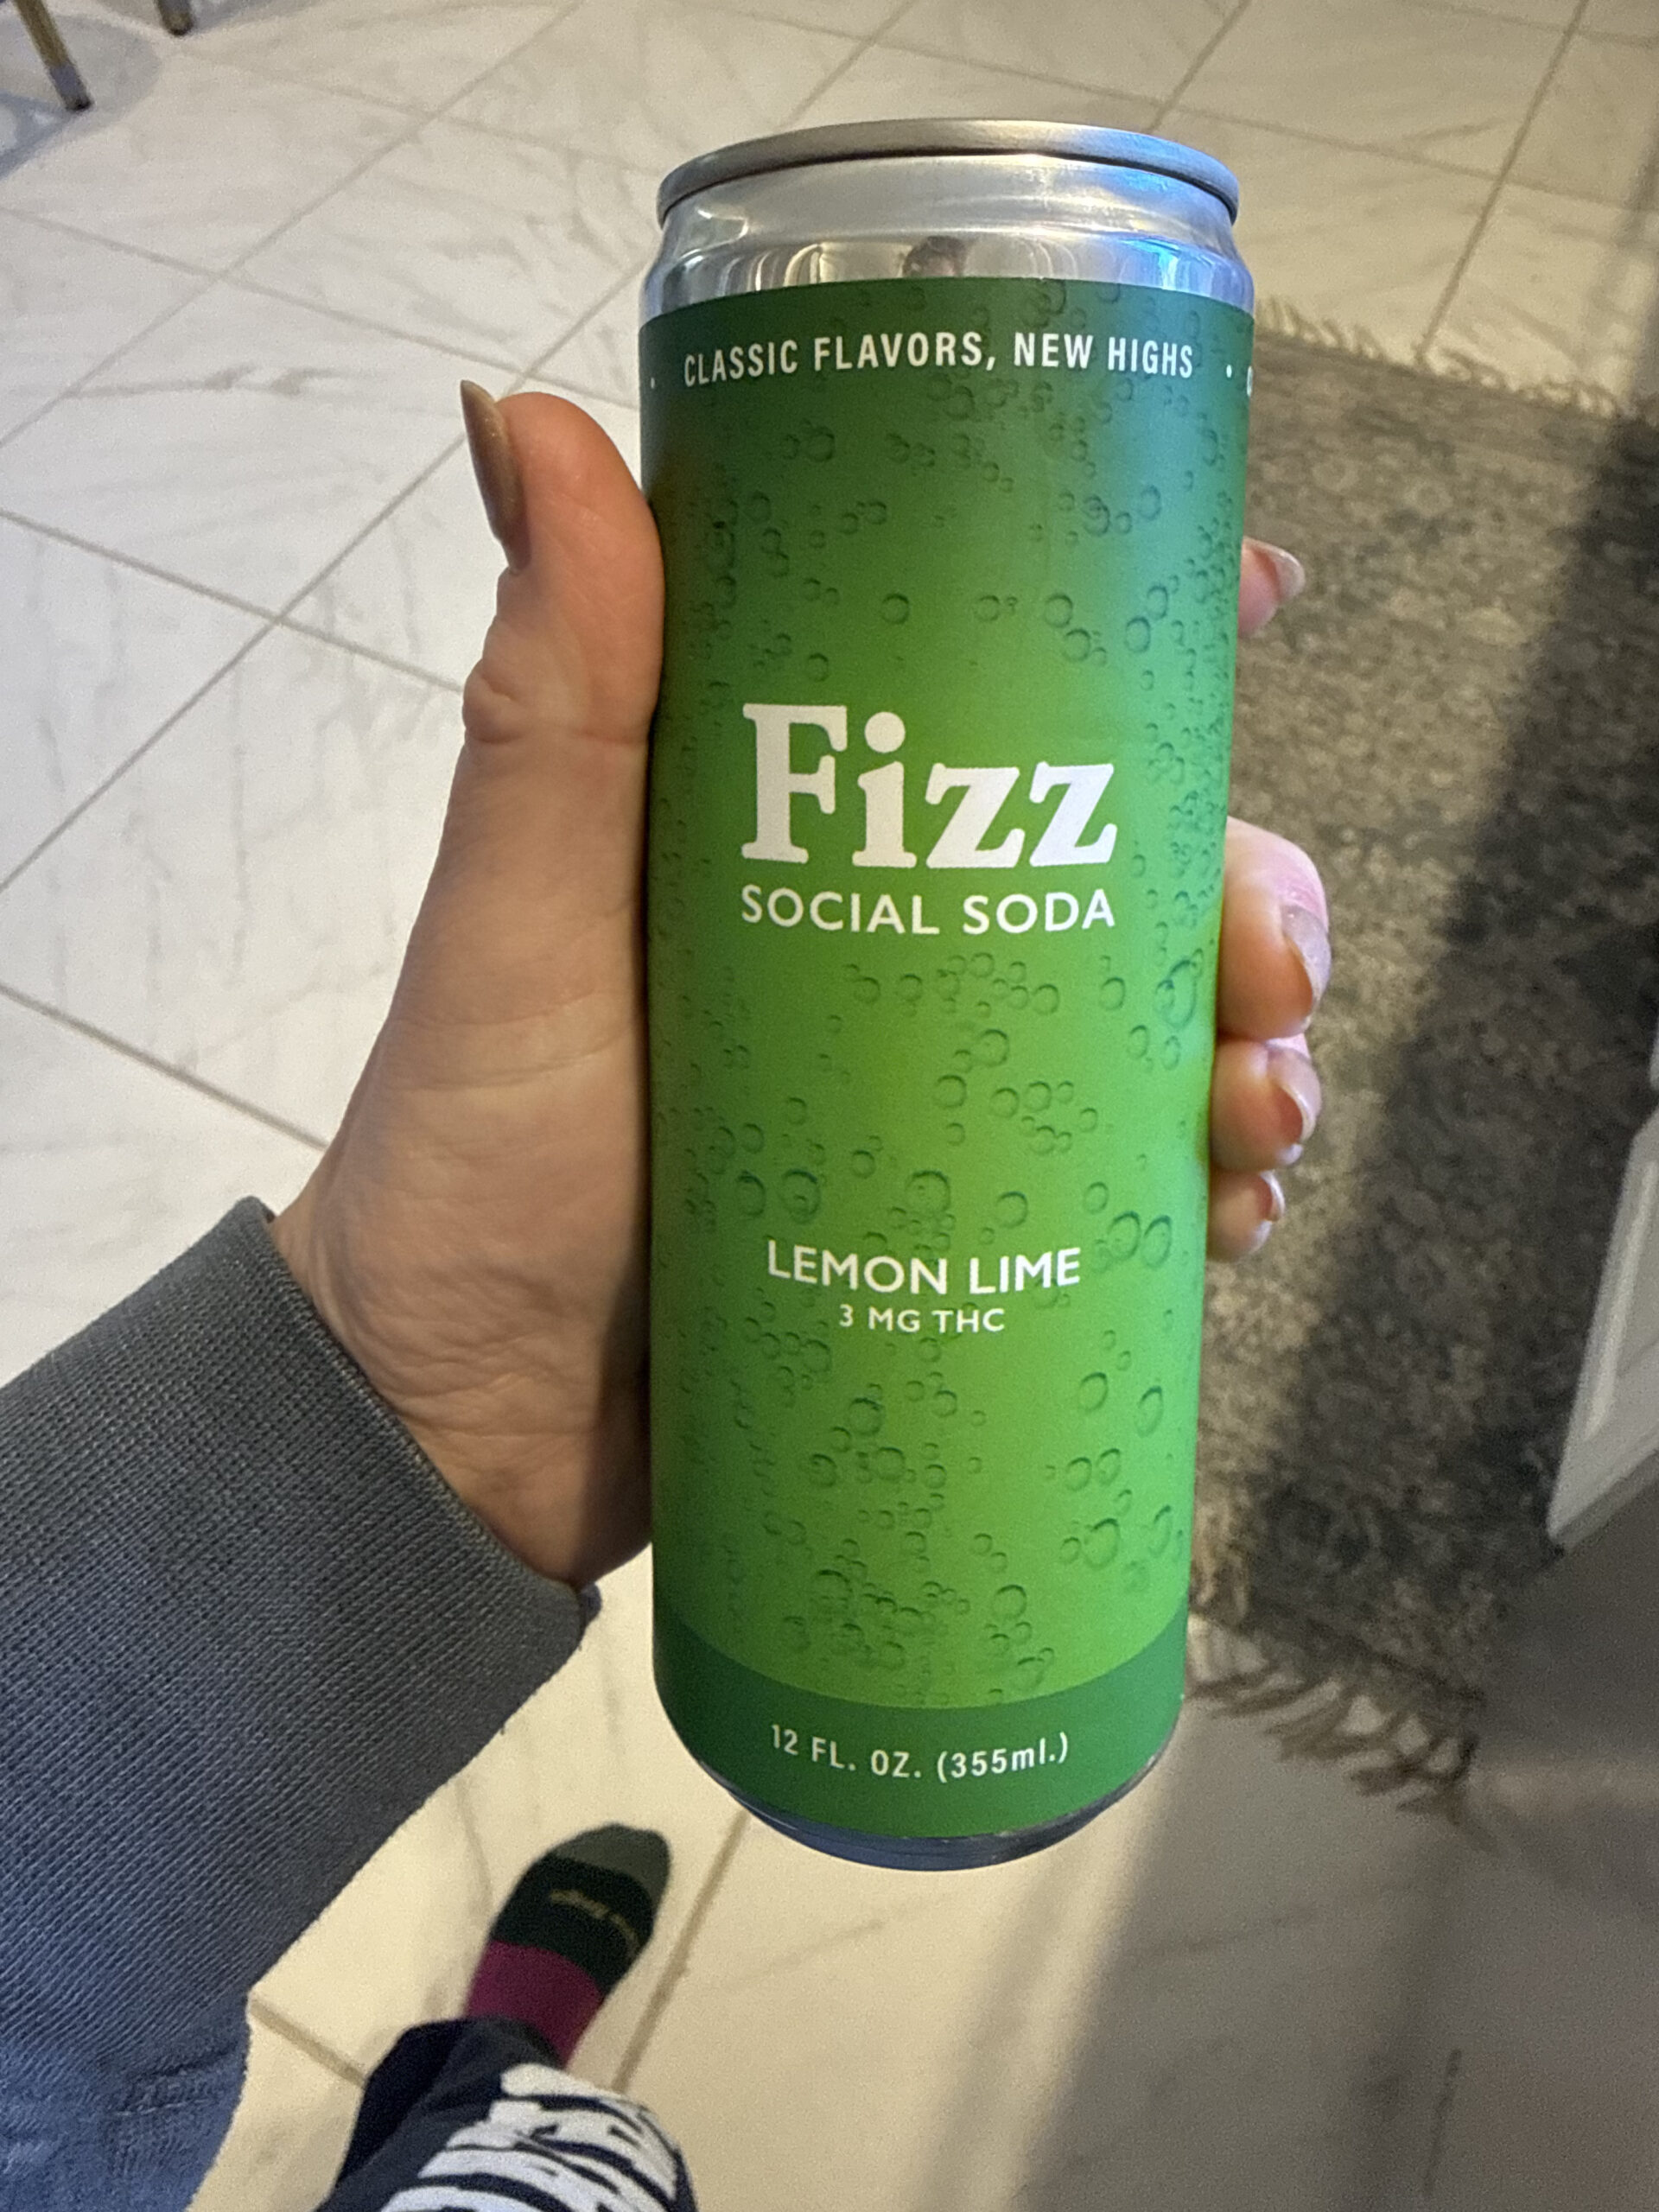 · CLASSIC FLAVORS, NEW HIGHS ·
Fizz
SOCIAL SODA
LEMON LIME
3 MG THC
12 FL. OZ. (355ml.)